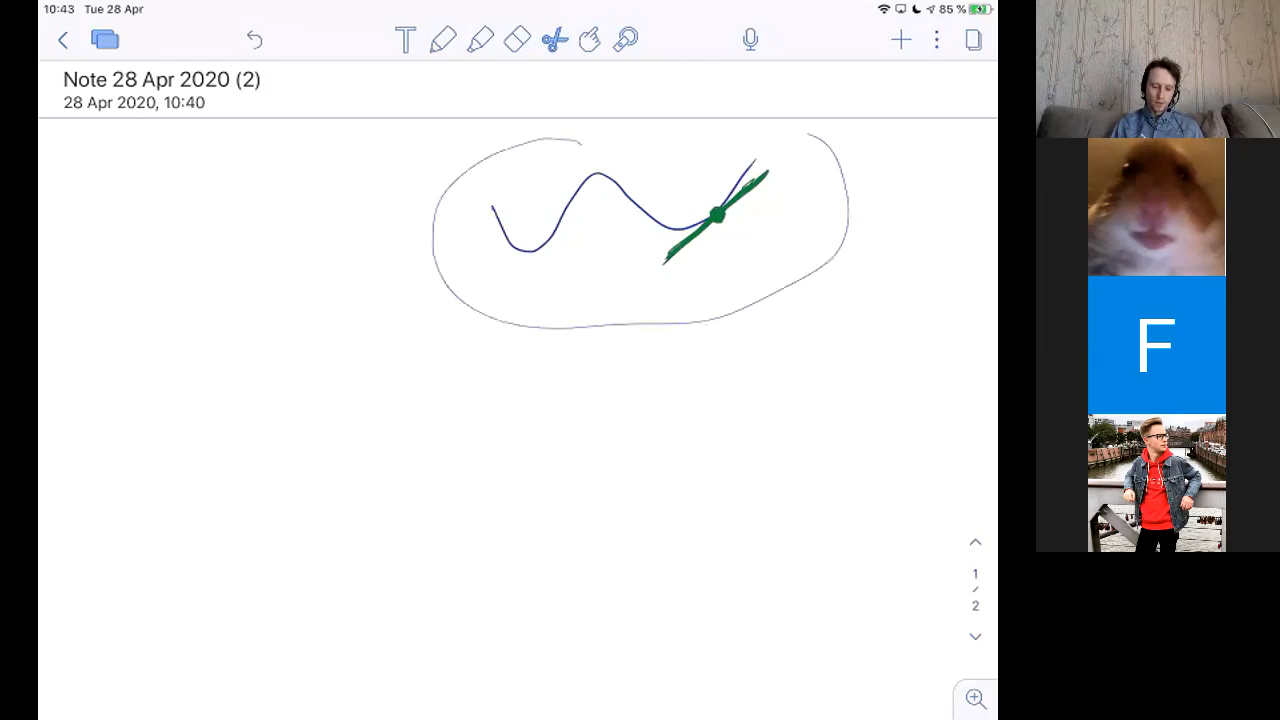 10:43 Tue 28 Apr
85 %
T
Note 28 Apr 2020 (2)
28 Apr 2020, 10:40
F
1
/
2